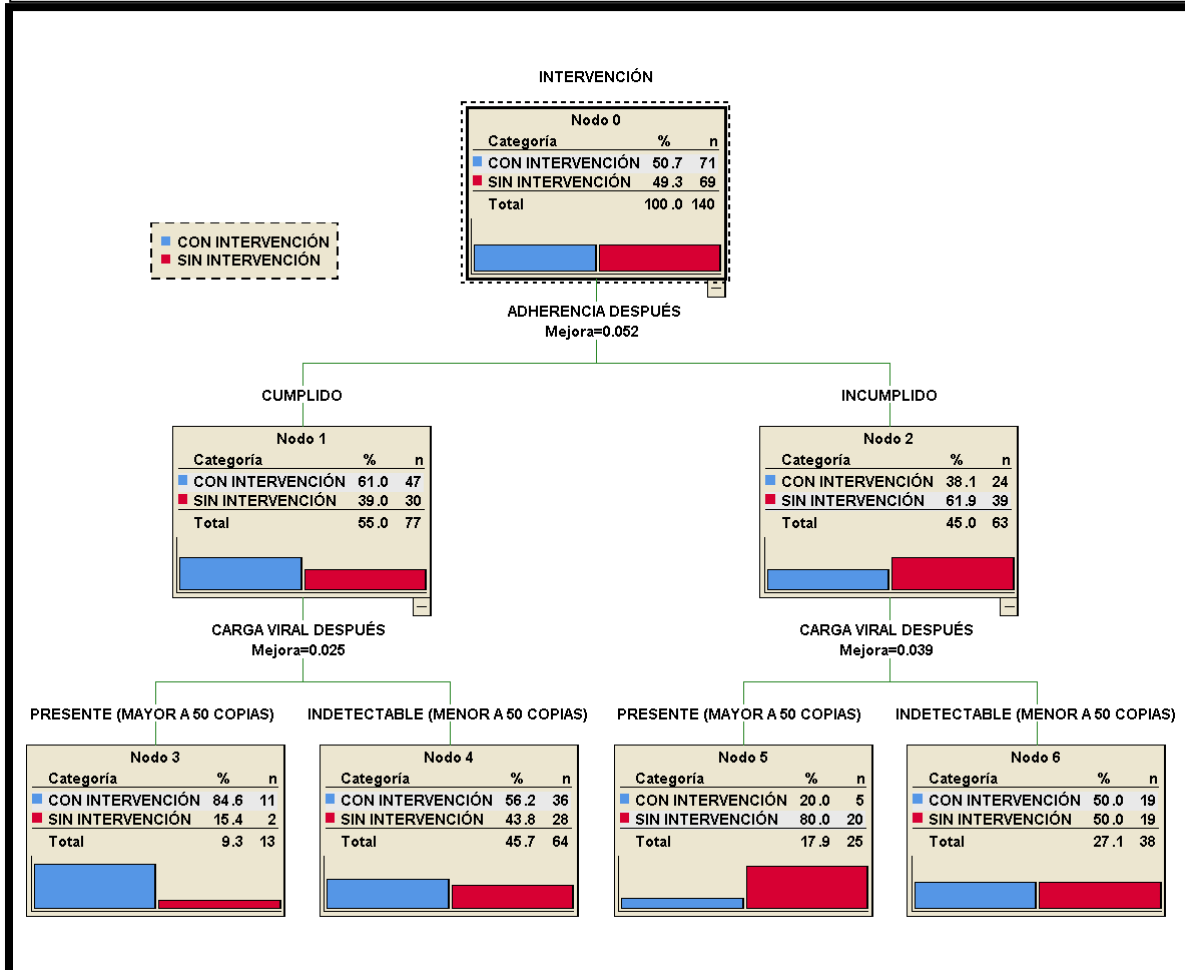 INTERVENCIÓN
Nodo 0
Categoría % n
CON INTERVENCIÓN 50.7 71
SIN INTERVENCIÓN 49.3 69
Total 100.0 140
CON INTERVENCIÓN
SIN INTERVENCIÓN
ADHERENCIA DESPUÉS
Mejora=0.052
CUMPLIDO
Nodo 1
Categoría % n
CON INTERVENCIÓN 61.0 47
SIN INTERVENCIÓN 39.0 30
Total 55.0 77
INCUMPLIDO
Nodo 2
Categoría % n
CON INTERVENCIÓN 38.1 24
SIN INTERVENCIÓN 61.9 39
Total 45.0 63
CARGA VIRAL DESPUÉS
Mejora=0.025
CARGA VIRAL DESPUÉS
Mejora=0.039
PRESENTE (MAYOR A 50 COPIAS)
Nodo 3
Categoría % n
CON INTERVENCIÓN 84.6 11
SIN INTERVENCIÓN 15.4 2
Total 9.3 13
INDETECTABLE (MENOR A 50 COPIAS)
Nodo 4
Categoría % n
CON INTERVENCIÓN 56.2 36
SIN INTERVENCIÓN 43.8 28
Total 45.7 64
PRESENTE (MAYOR A 50 COPIAS)
Nodo 5
Categoría % n
CON INTERVENCIÓN 20.0 5
SIN INTERVENCIÓN 80.0 20
Total 17.9 25
INDETECTABLE (MENOR A 50 COPIAS)
Nodo 6
Categoría % n
CON INTERVENCIÓN 50.0 19
SIN INTERVENCIÓN 50.0 19
Total 27.1 38